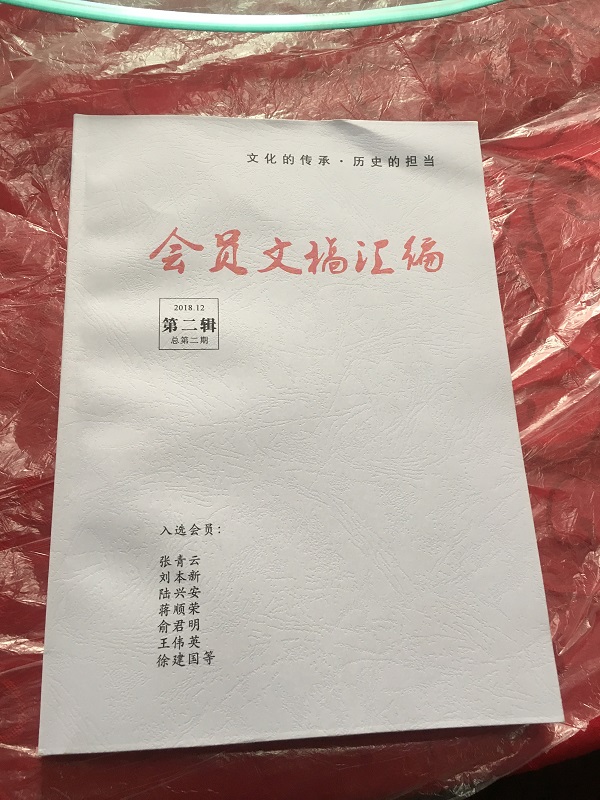 文化的传承·历史的担当
会员文稿汇编
2018.12
第二辑
总第二期
入选会员：
张青云
刘本新
陆兴安
蒋顺荣
俞君明
王伟英
徐建国等